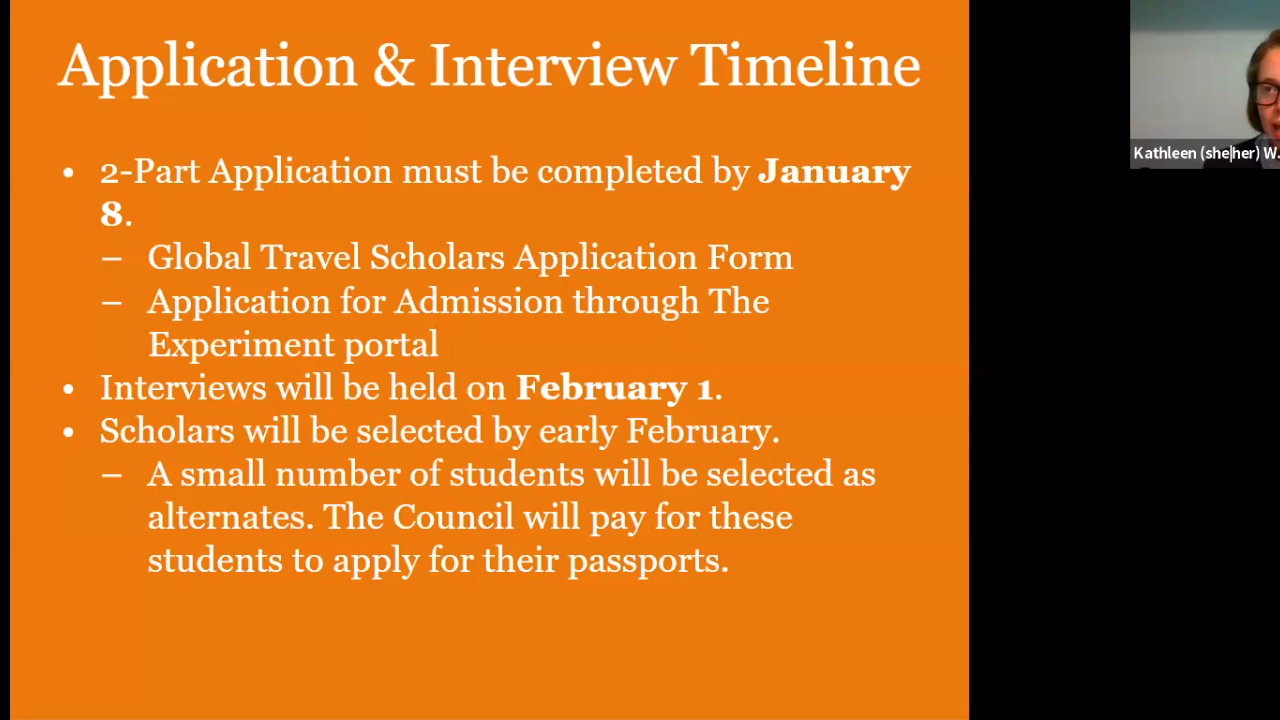 Application & Interview Timeline
• 2-Part Application must be completed by January
8.
– Global Travel Scholars Application Form
– Application for Admission through The
Experiment portal
• Interviews will be held on February 1.
• Scholars will be selected by early February.
– A small number of students will be selected as
alternates. The Council will pay for these
students to apply for their passports.
Kathleen (she|her) W.